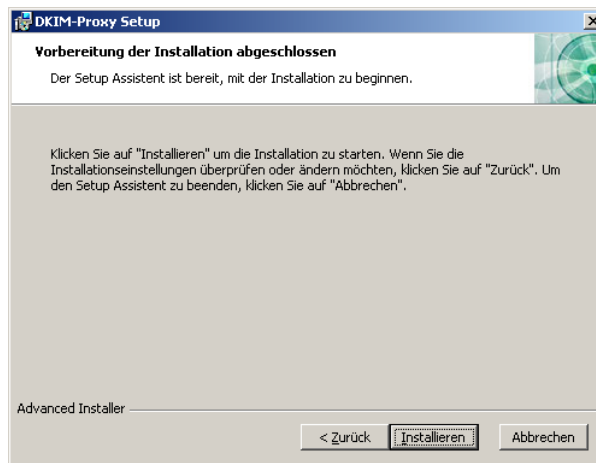 DKIM-Proxy Setup
Vorbereitung der Installation abgeschlossen
Der Setup Assistent ist bereit, mit der Installation zu beginnen.
Klicken Sie auf "Installieren" um die Installation zu starten. Wenn Sie die
Installationseinstellungen überprüfen oder ändern möchten, klicken Sie auf "Zurück". Um
den Setup Assistent zu beenden, klicken Sie auf "Abbrechen".
Advanced Installer
< Zurück Installieren Abbrechen